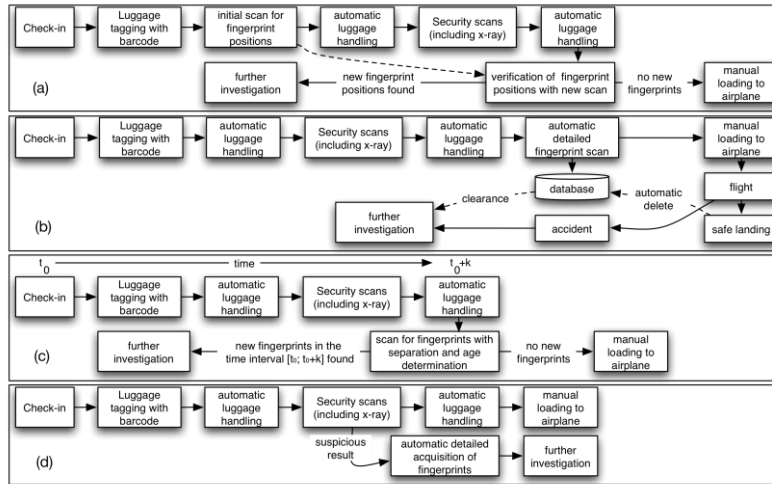 Check-in
Luggage
tagging with
barcode
initial scan for
fingerprint
positions
automatic
luggage
handling
Security scans
(including x-ray)
automatic
luggage
handling
(a)
further
investigation
new fingerprint
positions found
verification of fingerprint
positions with new scan
no new
fingerprints
manual
loading to
airplane
Check-in
Luggage
tagging with
barcode
automatic
luggage
handling
Security scans
(including x-ray)
automatic
luggage
handling
automatic
detailed
fingerprint scan
manual
loading to
airplane
database
flight
clearance
automatic
delete
further
investigation
accident
safe landing
(b)
t0
time
t0+k
Check-in
Luggage
tagging with
barcode
automatic
luggage
handling
Security scans
(including x-ray)
automatic
luggage
handling
(c)
further
investigation
new fingerprints in the
time interval [t0; t0+k] found
scan for fingerprints with
separation and age
determination
no new
fingerprints
manual
loading to
airplane
Check-in
Luggage
tagging with
barcode
automatic
luggage
handling
Security scans
(including x-ray)
automatic
luggage
handling
manual
loading to
airplane
(d)
suspicious
result
automatic detailed
acquisition of
fingerprints
further
investigation